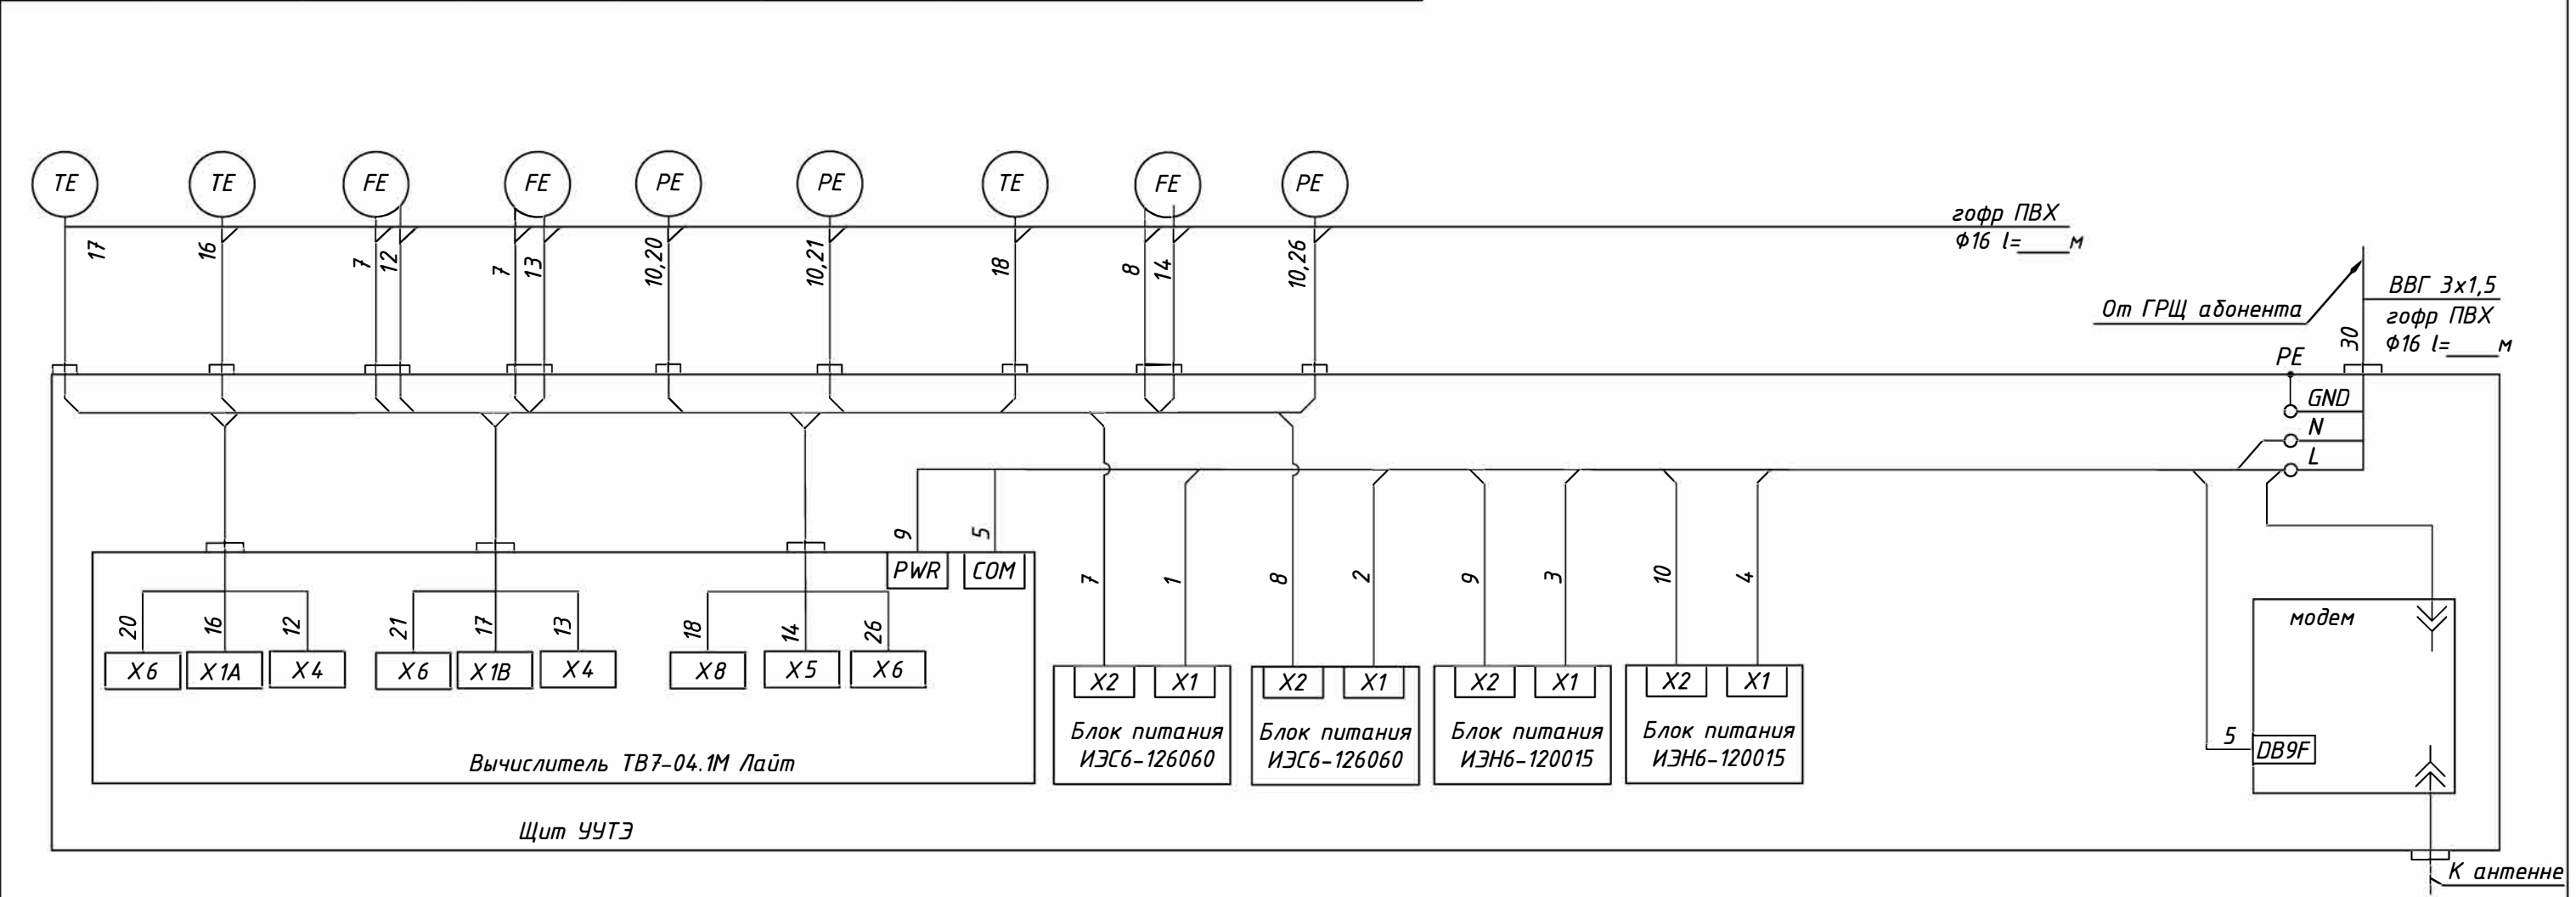 TE TE FE FE PE PE TE FE PE
гофр ПВХ
Ф16 l=____м
17 16 7 12 7 13 10,20 10,21 18 8 14 10,26
От ГРЩ абонента
ВВГ 3х1,5
гофр ПВХ
Ф16 l=____м
30
PE
GND
N
L
9 5
PWR COM
7 1 8 2 9 3 10 4
20 16 12 21 17 13 18 14 26
X6 X1A X4 X6 X1B X4 X8 X5 X6
X2 X1 X2 X1 X2 X1 X2 X1
модем
Блок питания
ИЭС6-126060
Блок питания
ИЭС6-126060
Блок питания
ИЭН6-120015
Блок питания
ИЭН6-120015
5 DB9F
Вычислитель ТВ7-04.1М Лайт
Щит УУТЭ
К антенне